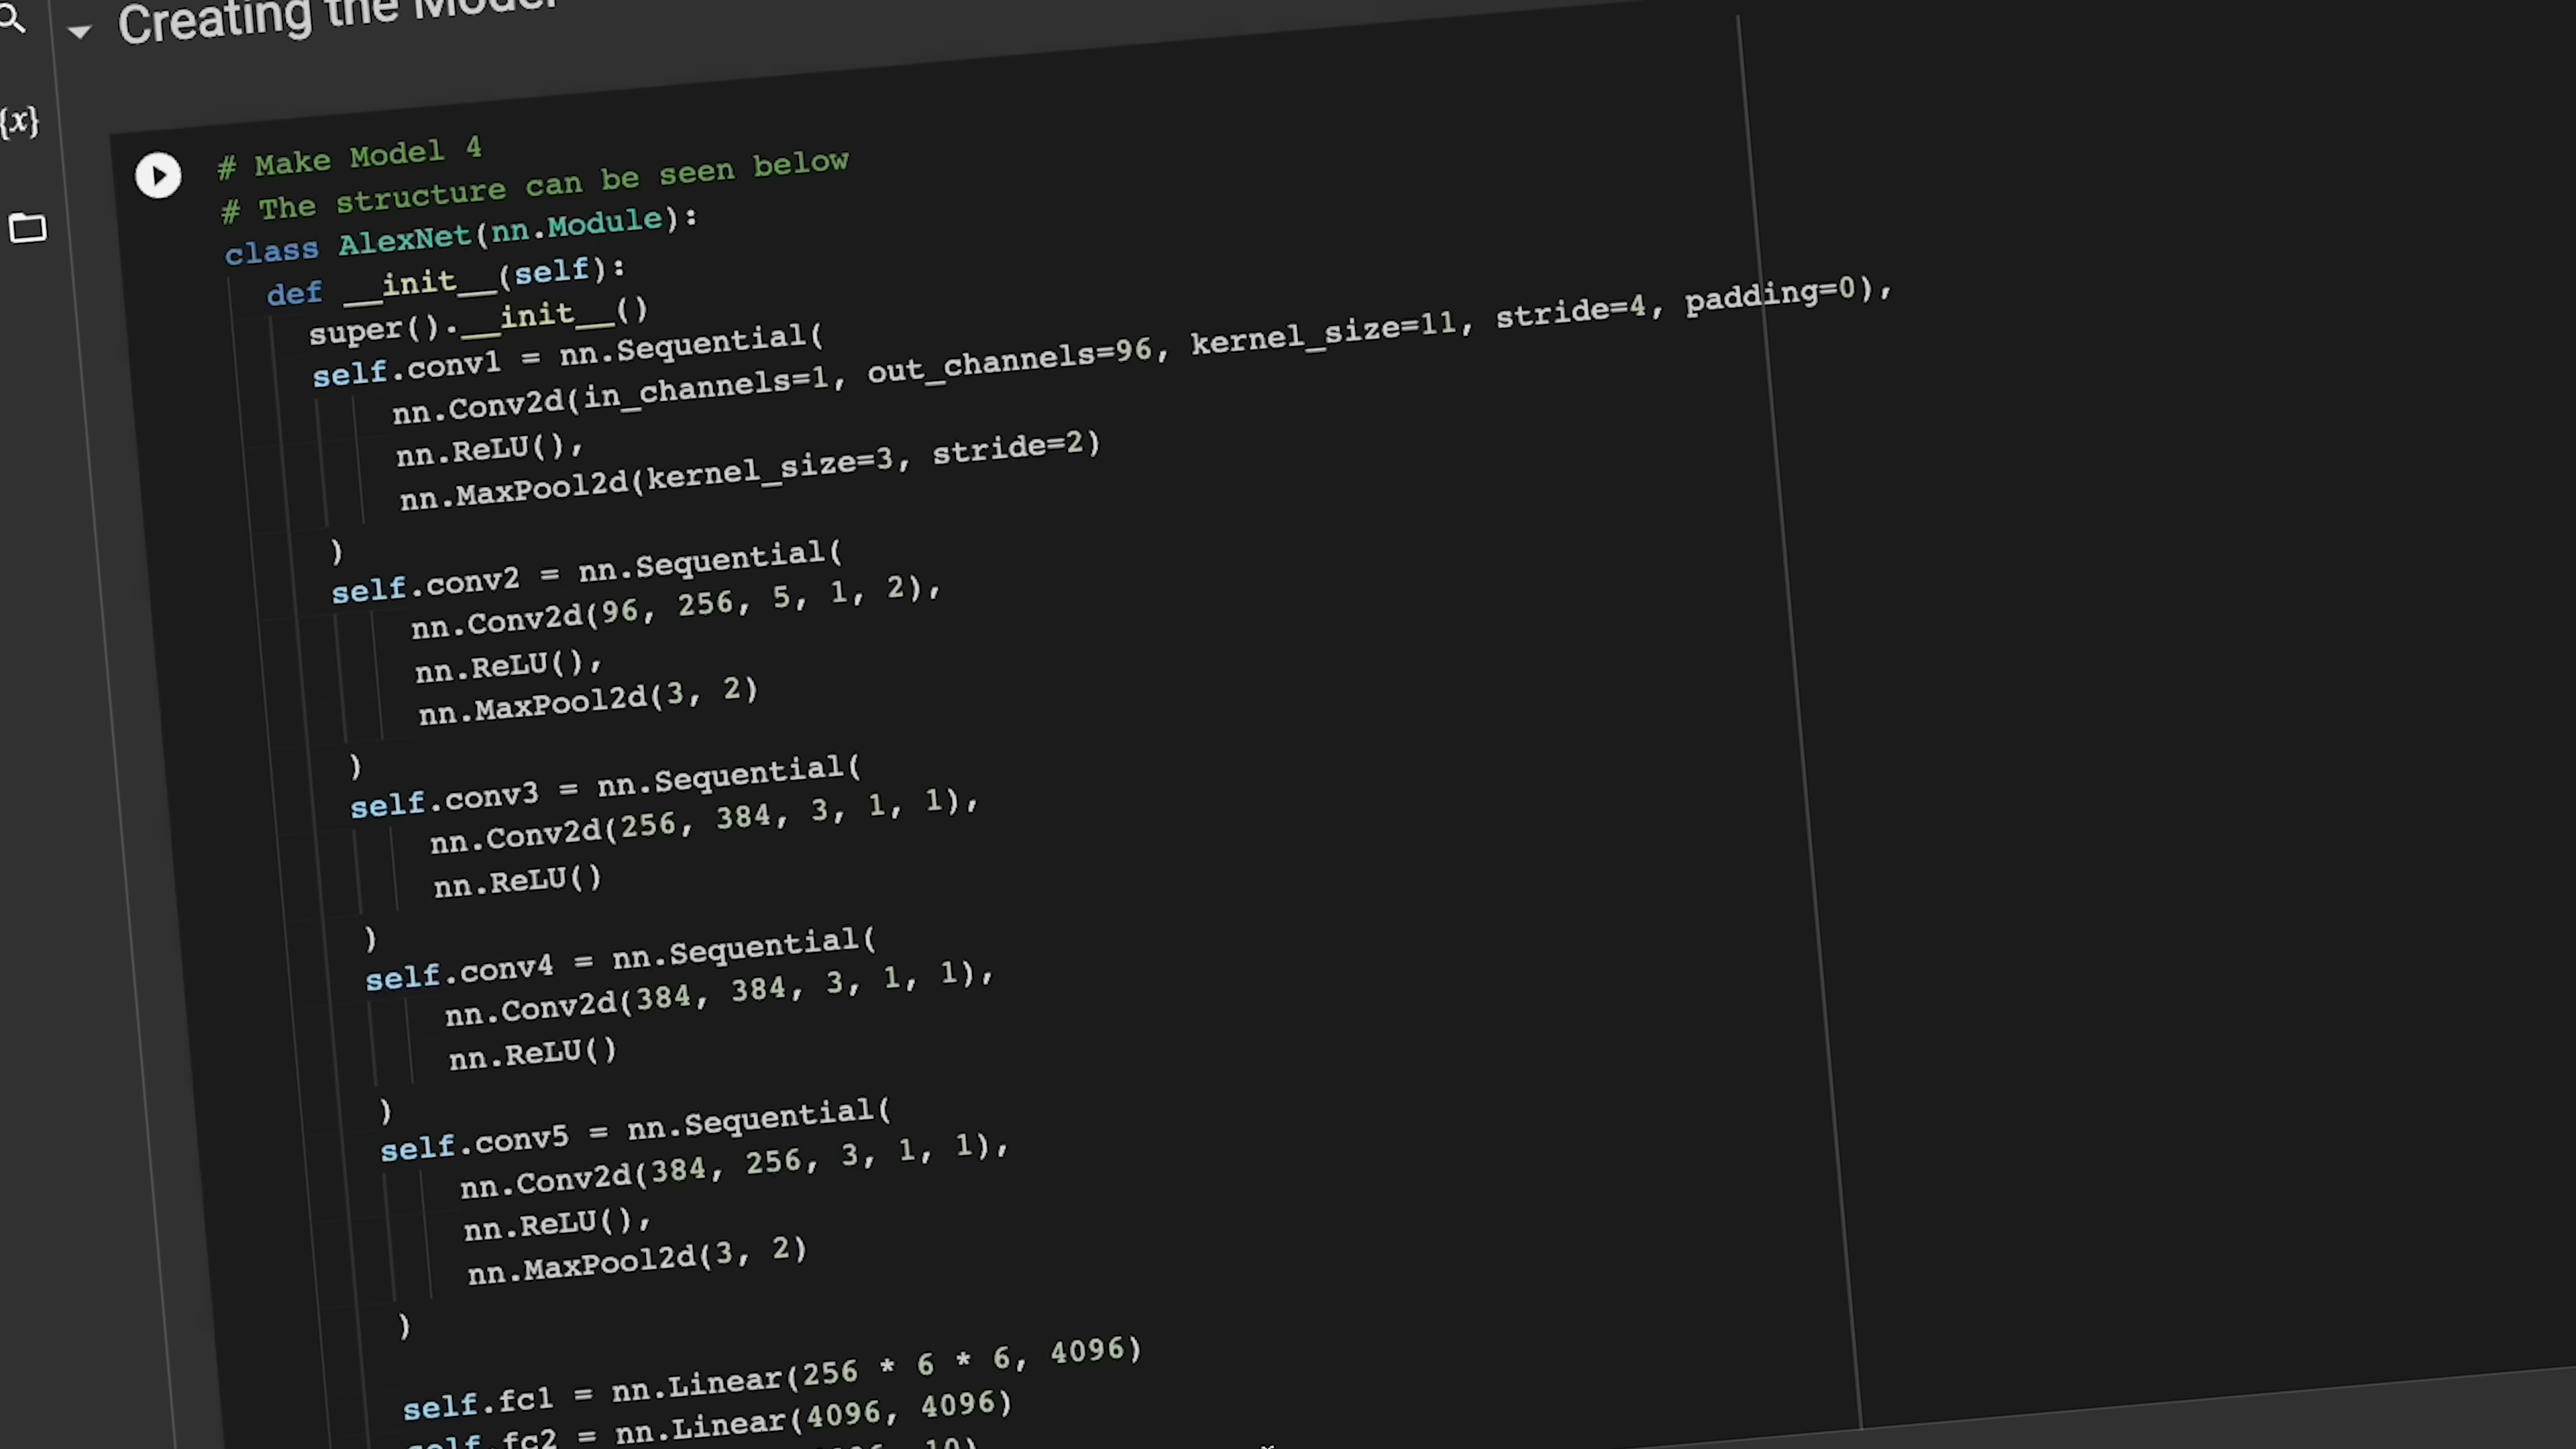 Creating the Model
{x}
# Make Model 4
# The structure can be seen below
class AlexNet(nn.Module):
def __init__(self):
super().__init__()
self.conv1 = nn.Sequential(
nn.Conv2d(in_channels=1, out_channels=96, kernel_size=11, stride=4, padding=0),
nn.ReLU(),
nn.MaxPool2d(kernel_size=3, stride=2)
)
self.conv2 = nn.Sequential(
nn.Conv2d(96, 256, 5, 1, 2),
nn.ReLU(),
nn.MaxPool2d(3, 2)
)
self.conv3 = nn.Sequential(
nn.Conv2d(256, 384, 3, 1, 1),
nn.ReLU()
)
self.conv4 = nn.Sequential(
nn.Conv2d(384, 384, 3, 1, 1),
nn.ReLU()
)
self.conv5 = nn.Sequential(
nn.Conv2d(384, 256, 3, 1, 1),
nn.ReLU(),
nn.MaxPool2d(3, 2)
)
self.fc1 = nn.Linear(256 * 6 * 6, 4096)
self.fc2 = nn.Linear(4096, 4096)
10)